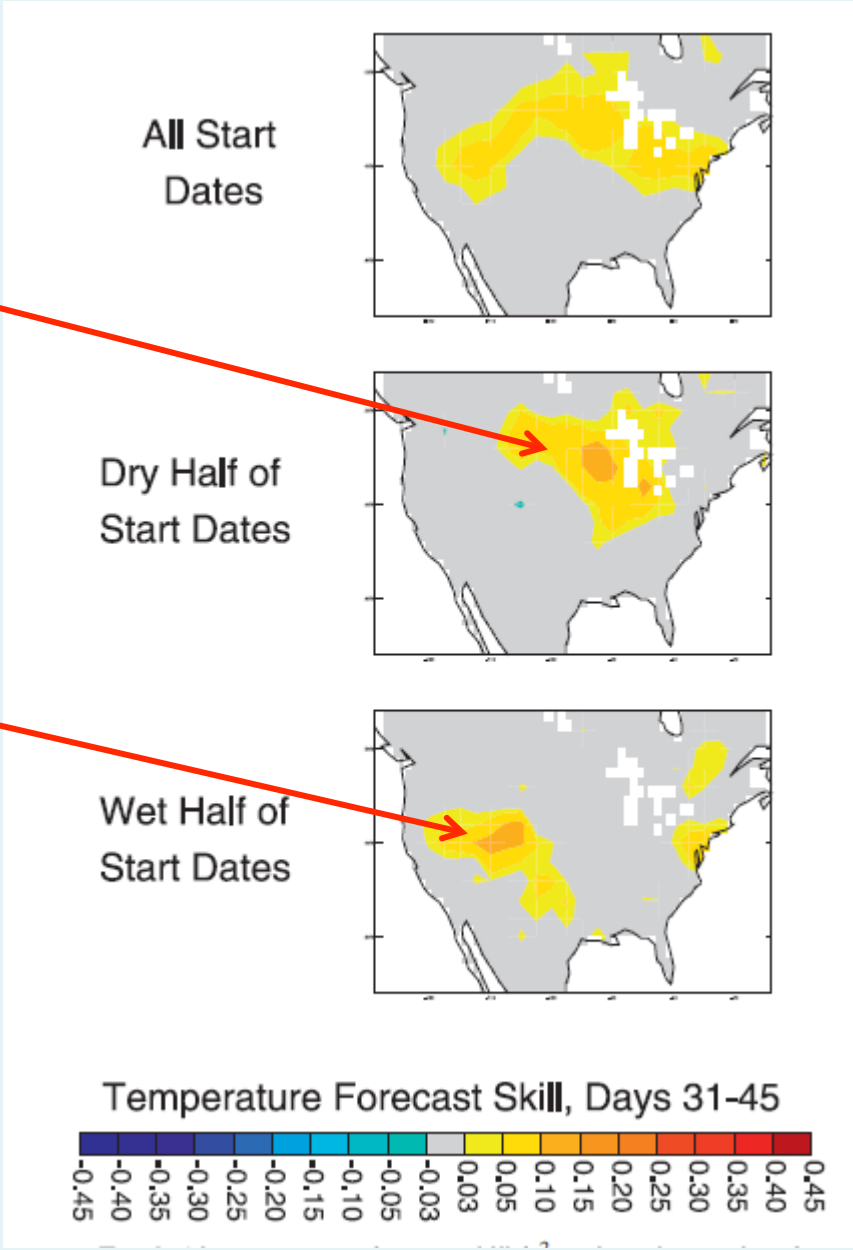 All Start
Dates
Dry Half of
Start Dates
Wet Half of
Start Dates
Temperature Forecast Skill, Days 31-45
-0.45 -0.40 -0.35 -0.30 -0.25 -0.20 -0.15 -0.10 -0.05 -0.03 0.03 0.05 0.10 0.15 0.20 0.25 0.30 0.35 0.40 0.45